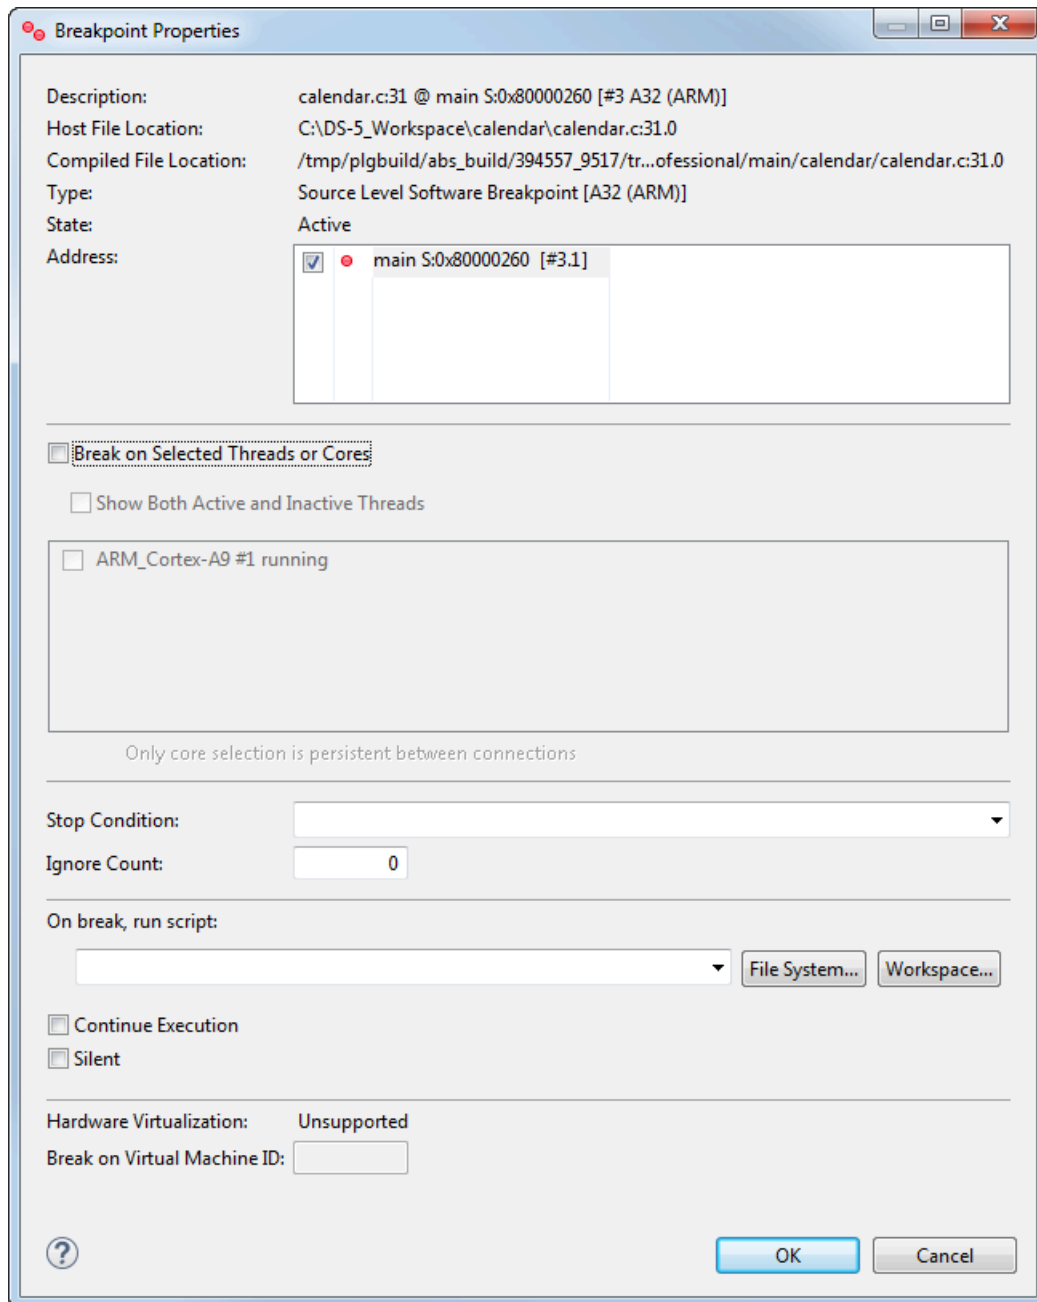 Breakpoint Properties
Description: calendar.c:31 @ main S:0x80000260 [#3 A32 (ARM)]
Host File Location: C:\DS-5_Workspace\calendar\calendar.c:31.0
Compiled File Location: /tmp/plgbuild/abs_build/394557_9517/tr...ofessional/main/calendar/calendar.c:31.0
Type: Source Level Software Breakpoint [A32 (ARM)]
State: Active
Address: main S:0x80000260 [#3.1]
Break on Selected Threads or Cores
Show Both Active and Inactive Threads
ARM_Cortex-A9 #1 running
Only core selection is persistent between connections
Stop Condition:
Ignore Count: 0
On break, run script:
File System... Workspace...
Continue Execution
Silent
Hardware Virtualization: Unsupported
Break on Virtual Machine ID:
? OK Cancel